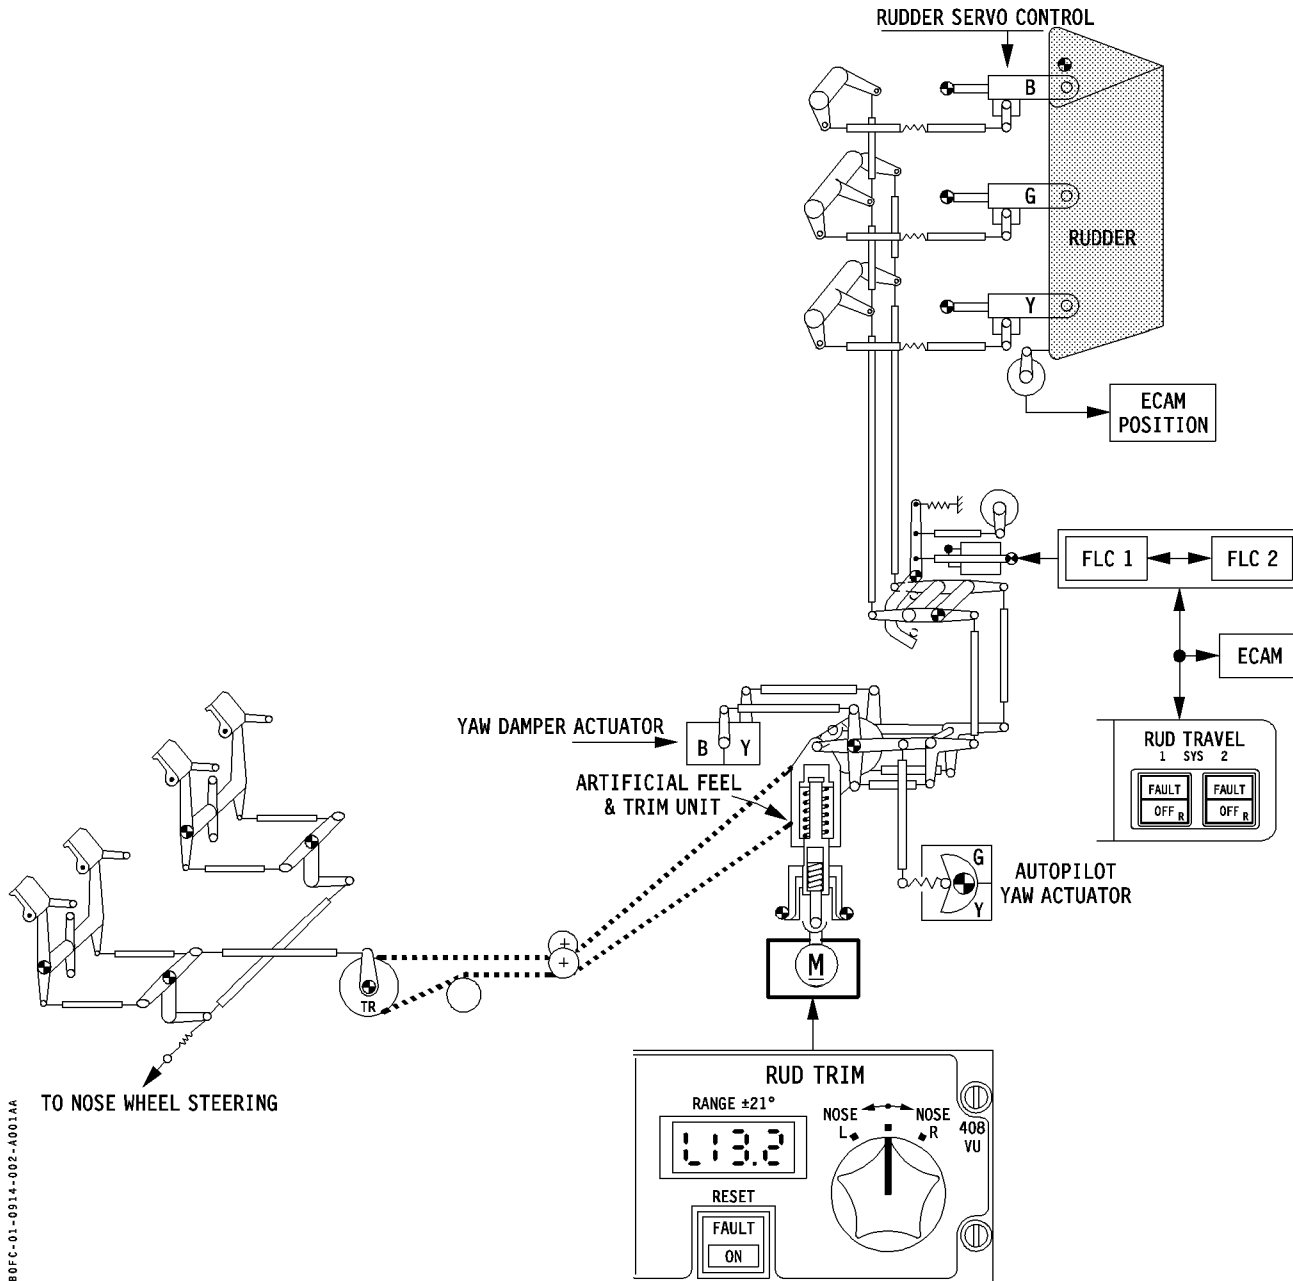 RUDDER SERVO CONTROL
B
G
RUDDER
Y
ECAM
POSITION
FLC 1
FLC 2
ECAM
YAW DAMPER ACTUATOR
B Y
RUD TRAVEL
1 SYS 2
FAULT
OFF R
FAULT
OFF R
ARTIFICIAL FEEL
& TRIM UNIT
G
Y
AUTOPILOT
YAW ACTUATOR
M
TR
TO NOSE WHEEL STEERING
RUD TRIM
RANGE ±21°
L13.2
NOSE
L
NOSE
R
408
VU
RESET
FAULT
ON
B0FC-01-0914-002-A001AA